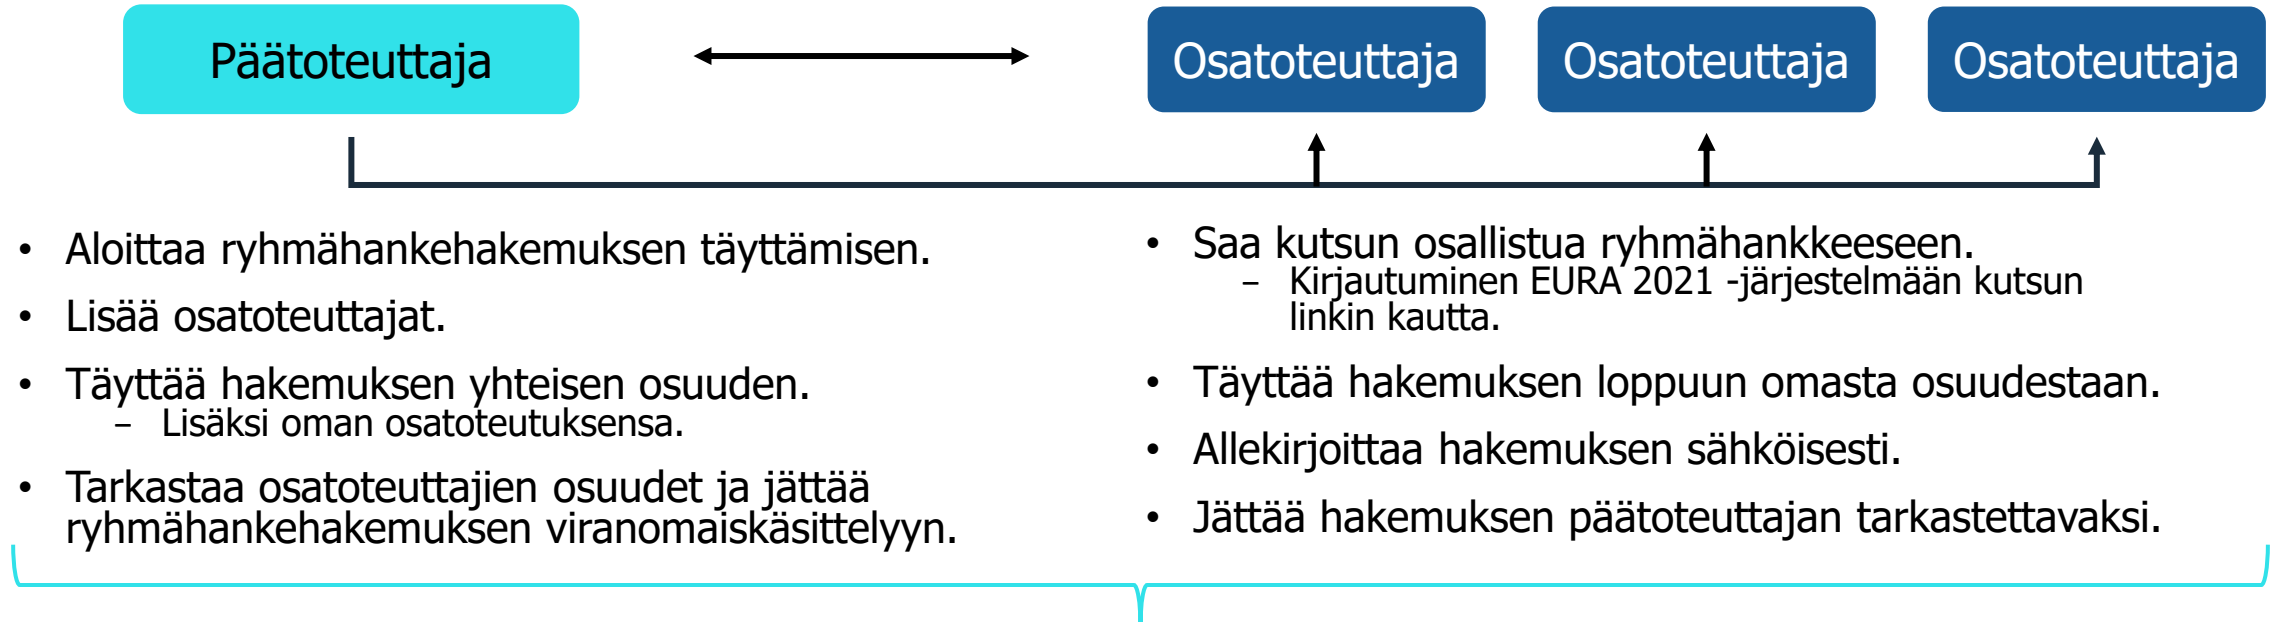 Päätoteuttaja
Osatoteuttaja
Osatoteuttaja
Osatoteuttaja
• Aloittaa ryhmähankehakemuksen täyttämisen.
• Lisää osatoteuttajat.
• Täyttää hakemuksen yhteisen osuuden.
– Lisäksi oman osatoteutuksensa.
• Tarkastaa osatoteuttajien osuudet ja jättää
ryhmähankehakemuksen viranomaiskäsittelyyn.
• Saa kutsun osallistua ryhmähankkeeseen.
– Kirjautuminen EURA 2021 -järjestelmään kutsun
linkin kautta.
• Täyttää hakemuksen loppuun omasta osuudestaan.
• Allekirjoittaa hakemuksen sähköisesti.
• Jättää hakemuksen päätoteuttajan tarkastettavaksi.